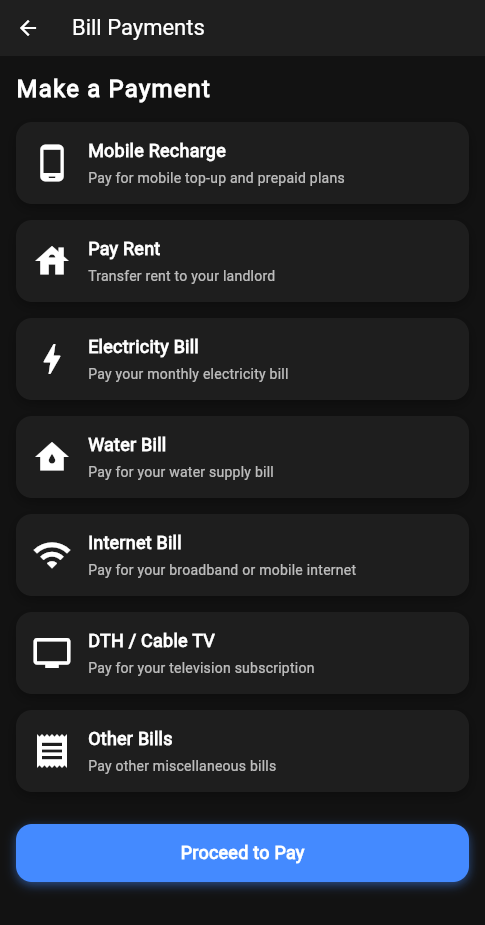 Bill Payments
Make a Payment
Mobile Recharge
Pay for mobile top-up and prepaid plans
Pay Rent
Transfer rent to your landlord
Electricity Bill
Pay your monthly electricity bill
Water Bill
Pay for your water supply bill
Internet Bill
Pay for your broadband or mobile internet
DTH / Cable TV
Pay for your television subscription
Other Bills
Pay other miscellaneous bills
Proceed to Pay